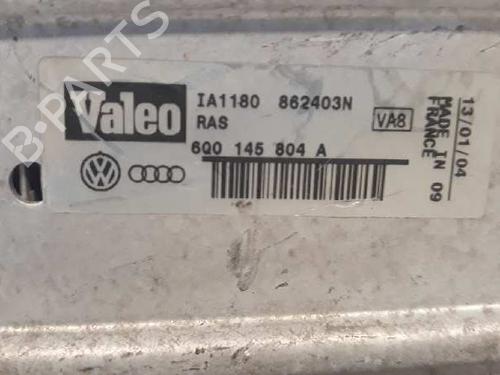 B-PARTS
Valeo
IA1180 862403N
RAS
VA8
6Q0 145 804 A
13/01/04
MADE IN 09
FRANCE